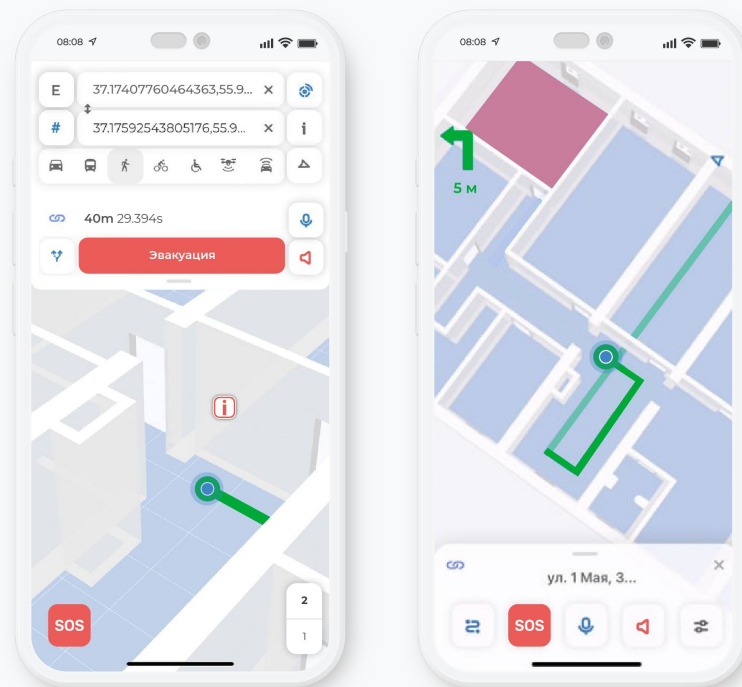 08:08
E
37.17407760464363,55.9...
#
37.17592543805176,55.9...
i
40m 29.394s
Эвакуация
i
2
SOS
1
08:08
5 м
ул. 1 Мая, 3...
SOS